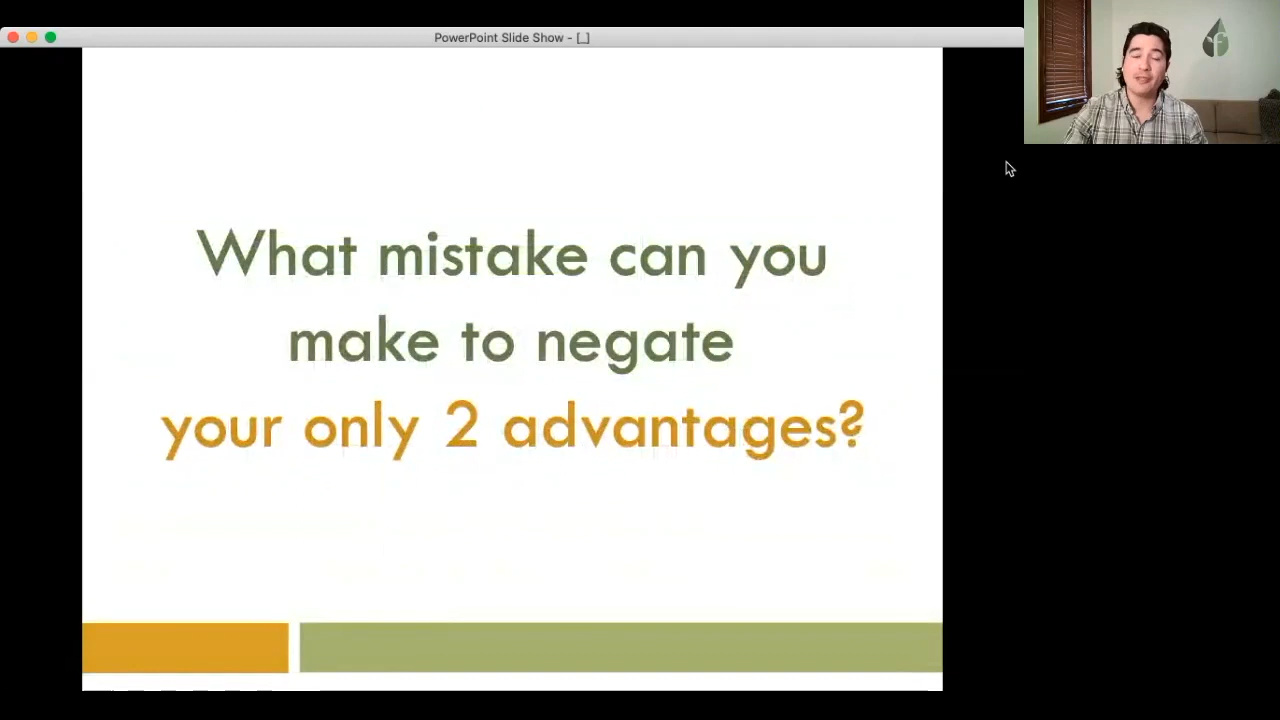 PowerPoint Slide Show - [_]
What mistake can you
make to negate
your only 2 advantages?
f